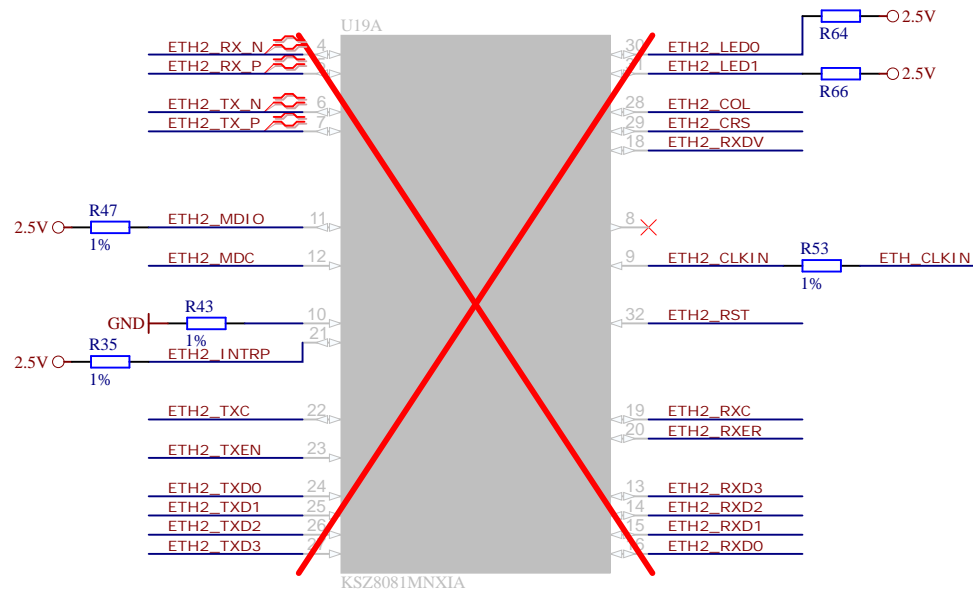 U19A
ETH2_RX_N 4
ETH2_RX_P
ETH2_TX_N 6
ETH2_TX_P 7
2.5V R47 1% ETH2_MDIO 11
ETH2_MDC 12
GND R43 1% 10
2.5V R35 1% ETH2_INTRP 21
ETH2_TXC 22
ETH2_TXEN 23
ETH2_TXD0 24
ETH2_TXD1 25
ETH2_TXD2 26
ETH2_TXD3
30 ETH2_LED0 R64 2.5V
ETH2_LED1 R66 2.5V
28 ETH2_COL
29 ETH2_CRS
18 ETH2_RXDV
8
9 ETH2_CLKIN R53 1% ETH_CLKIN
32 ETH2_RST
19 ETH2_RXC
20 ETH2_RXER
13 ETH2_RXD3
14 ETH2_RXD2
15 ETH2_RXD1
ETH2_RXD0
KSZ8081MNXIA